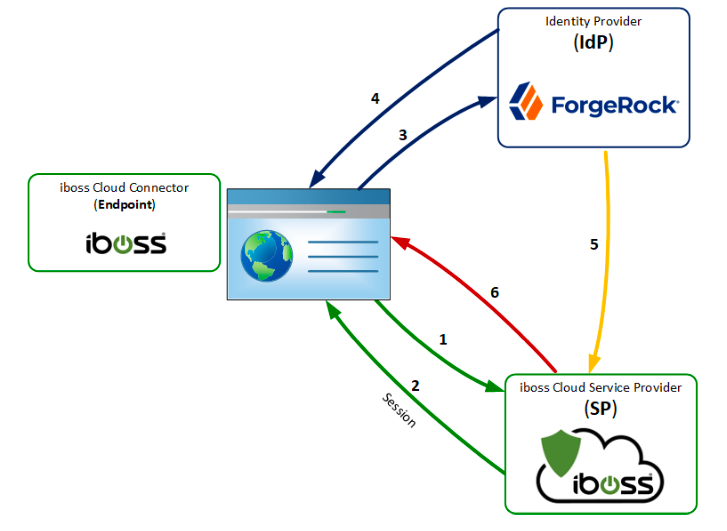 Identity Provider
(IdP)
ForgeRock
4
3
iboss Cloud Connector
(Endpoint)
iboss
5
6
1
2
Session
iboss Cloud Service Provider
(SP)
iboss